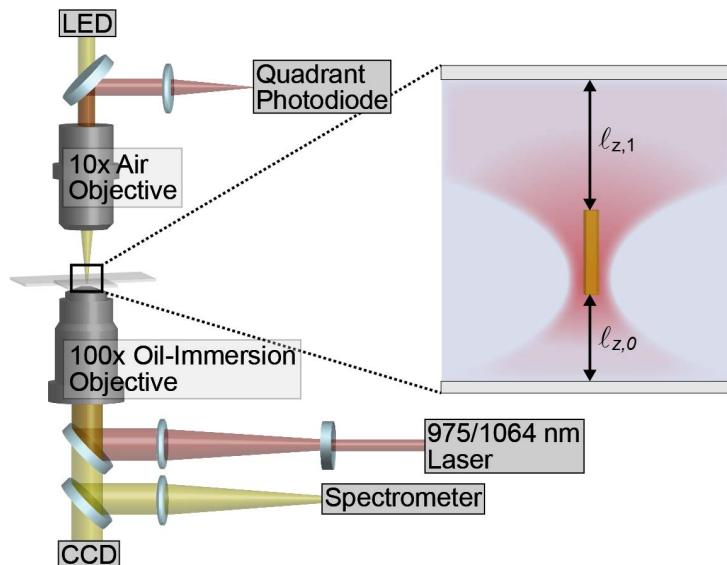 LED
Quadrant
Photodiode
10x Air
Objective
ℓz,1
ℓz,0
100x Oil-Immersion
Objective
975/1064 nm
Laser
Spectrometer
CCD